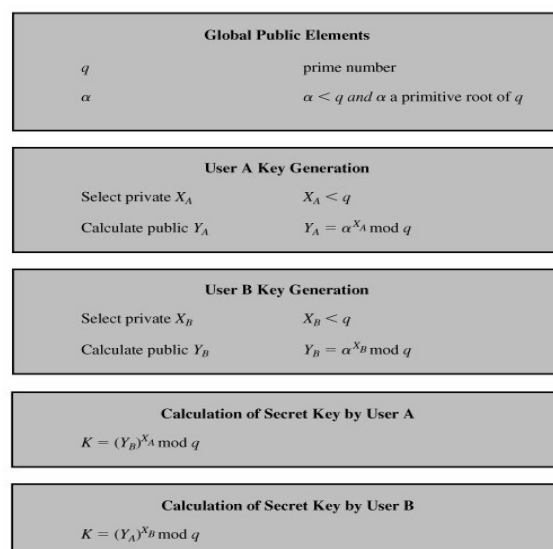 Global Public Elements
q prime number
α α < q and α a primitive root of q
User A Key Generation
Select private X_A X_A < q
Calculate public Y_A Y_A = α^{X_A} mod q
User B Key Generation
Select private X_B X_B < q
Calculate public Y_B Y_B = α^{X_B} mod q
Calculation of Secret Key by User A
K = (Y_B)^{X_A} mod q
Calculation of Secret Key by User B
K = (Y_A)^{X_B} mod q